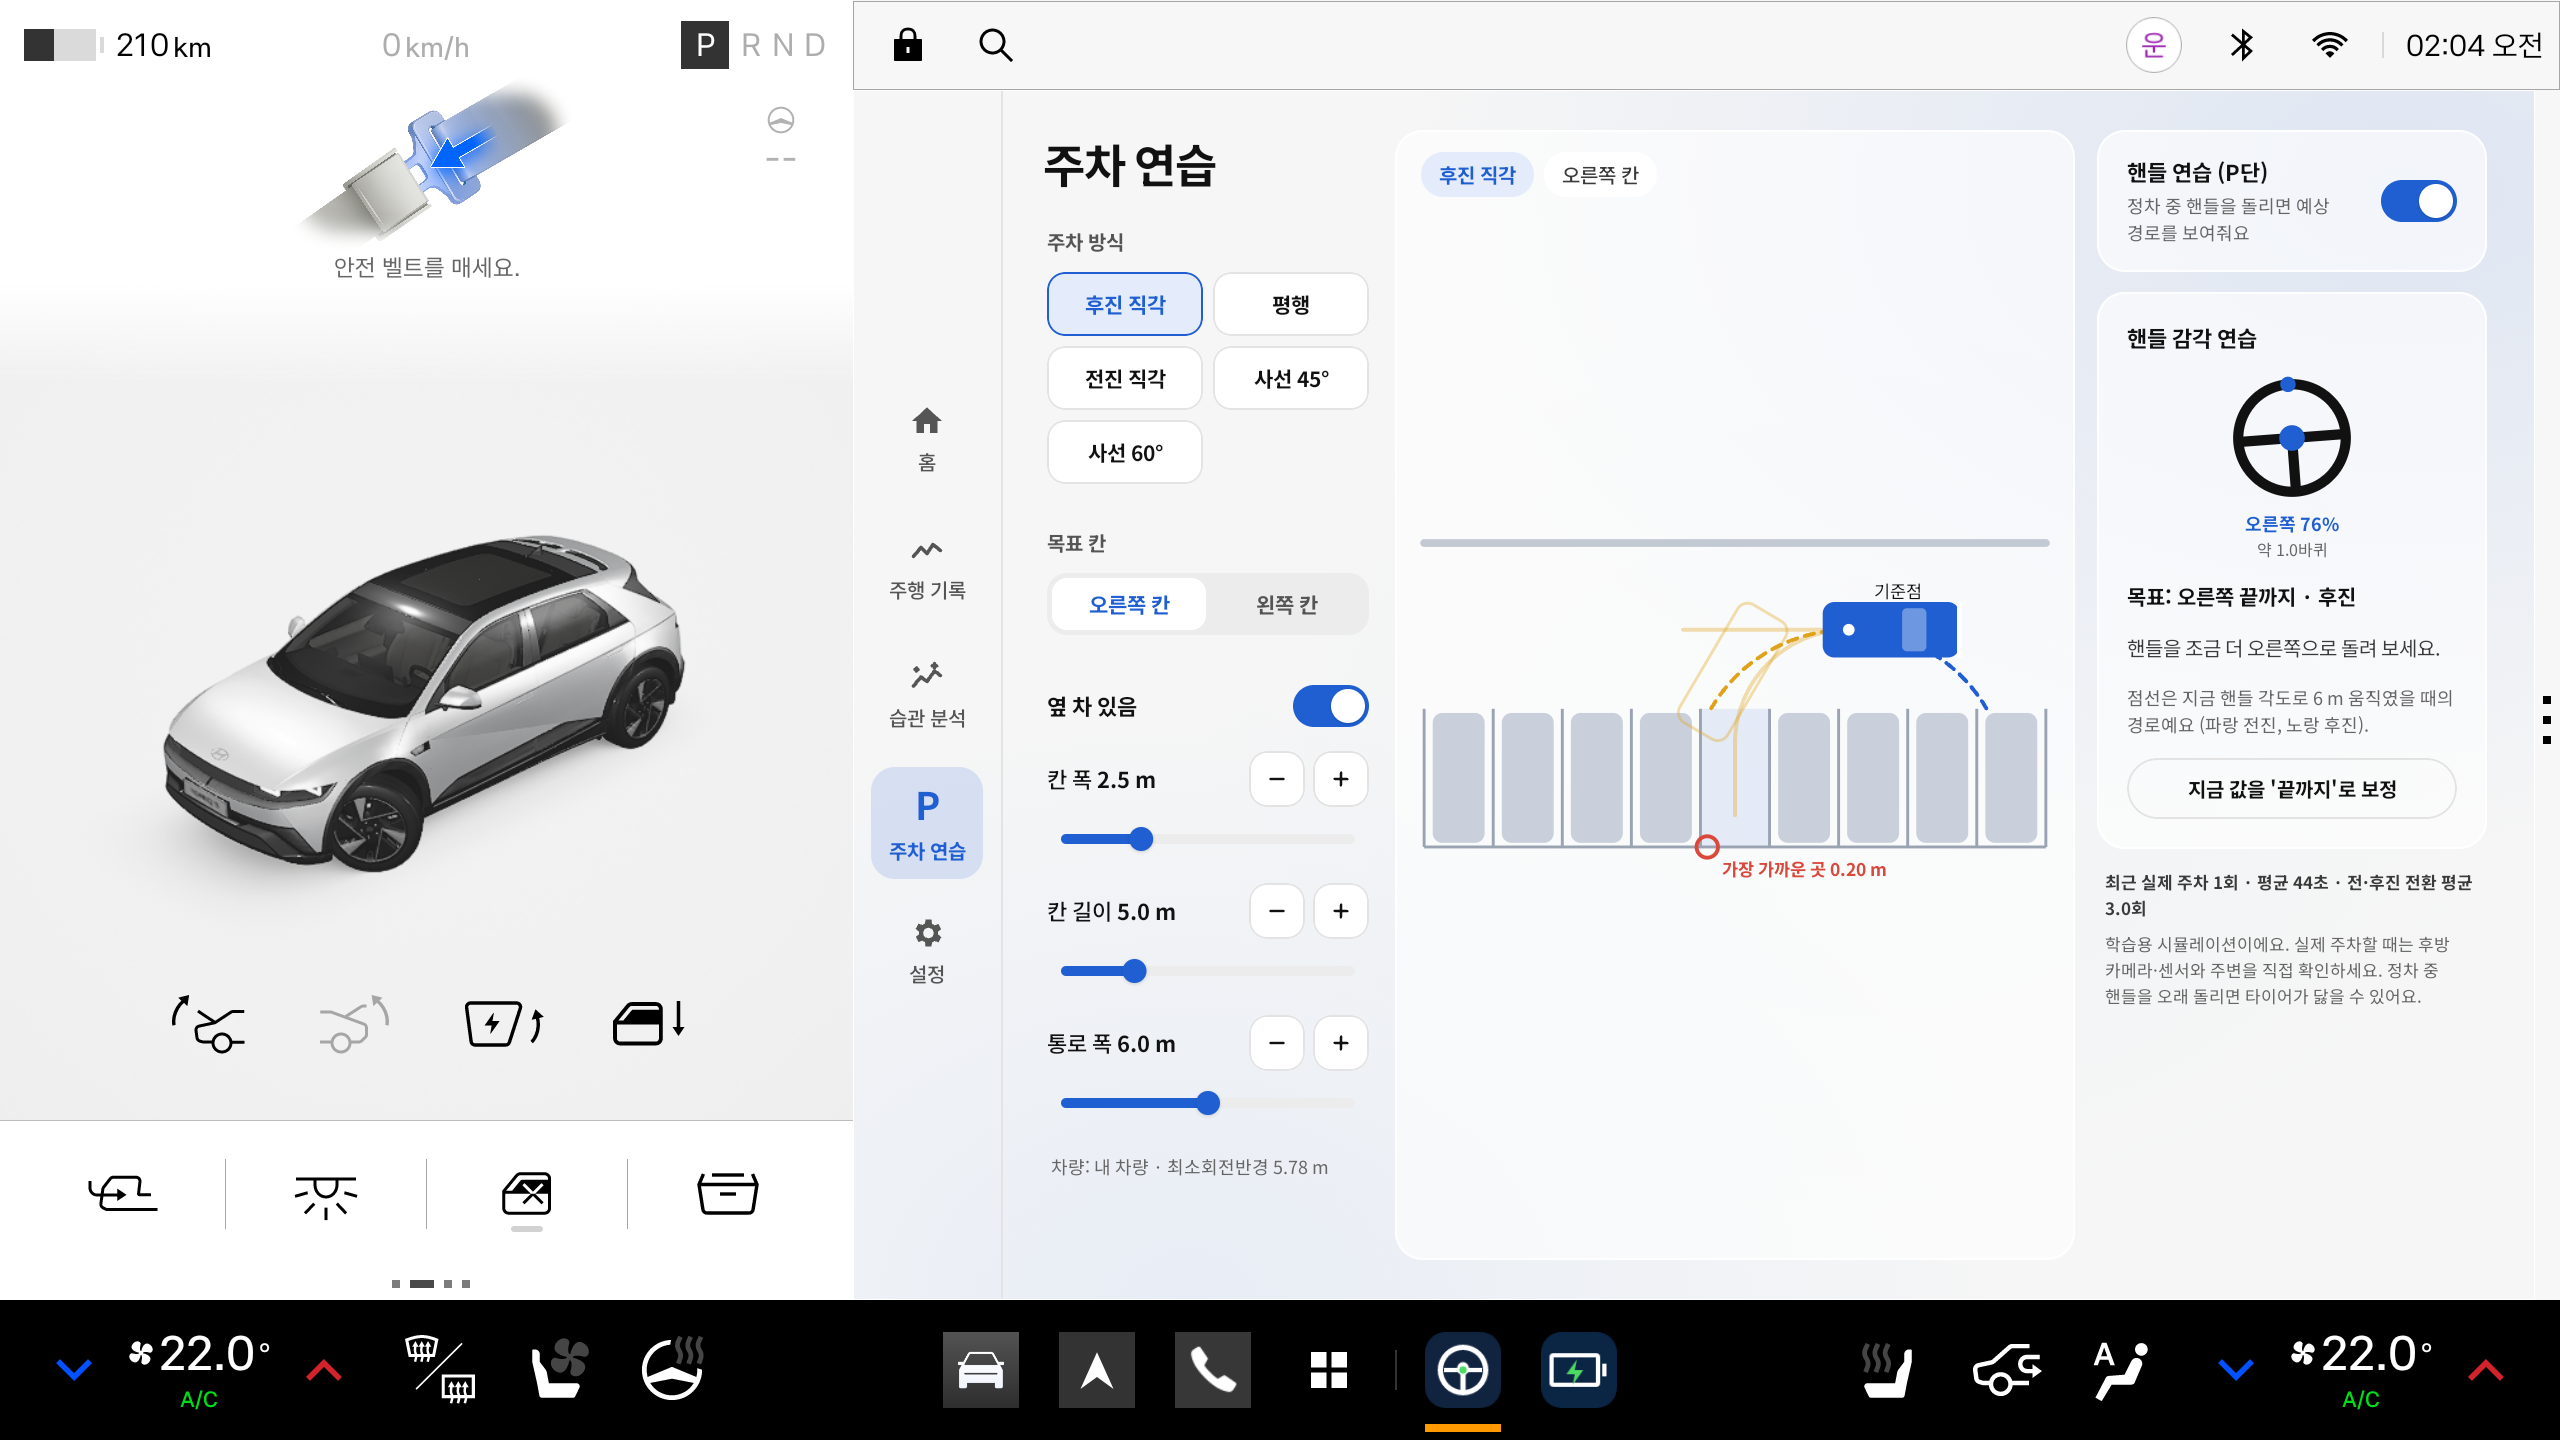 210 km
0 km/h
P R N D
안전 벨트를 매세요.
운
02:04 오전
홈
주행 기록
습관 분석
P
주차 연습
설정
주차 연습
주차 방식
후진 직각
평행
전진 직각
사선 45°
사선 60°
목표 칸
오른쪽 칸
왼쪽 칸
옆 차 있음
칸 폭 2.5 m
− +
칸 길이 5.0 m
− +
통로 폭 6.0 m
− +
차량: 내 차량 · 최소회전반경 5.78 m
후진 직각
오른쪽 칸
기준점
가장 가까운 곳 0.20 m
핸들 연습 (P단)
정차 중 핸들을 돌리면 예상
경로를 보여줘요
핸들 감각 연습
오른쪽 76%
약 1.0바퀴
목표: 오른쪽 끝까지 · 후진
핸들을 조금 더 오른쪽으로 돌려 보세요.
점선은 지금 핸들 각도로 6 m 움직였을 때의
경로예요 (파랑 전진, 노랑 후진).
지금 값을 '끝까지'로 보정
최근 실제 주차 1회 · 평균 44초 · 전·후진 전환 평균
3.0회
학습용 시뮬레이션이에요. 실제 주차할 때는 후방
카메라·센서와 주변을 직접 확인하세요. 정차 중
핸들을 오래 돌리면 타이어가 닳을 수 있어요.
22.0°
A/C
A
22.0°
A/C